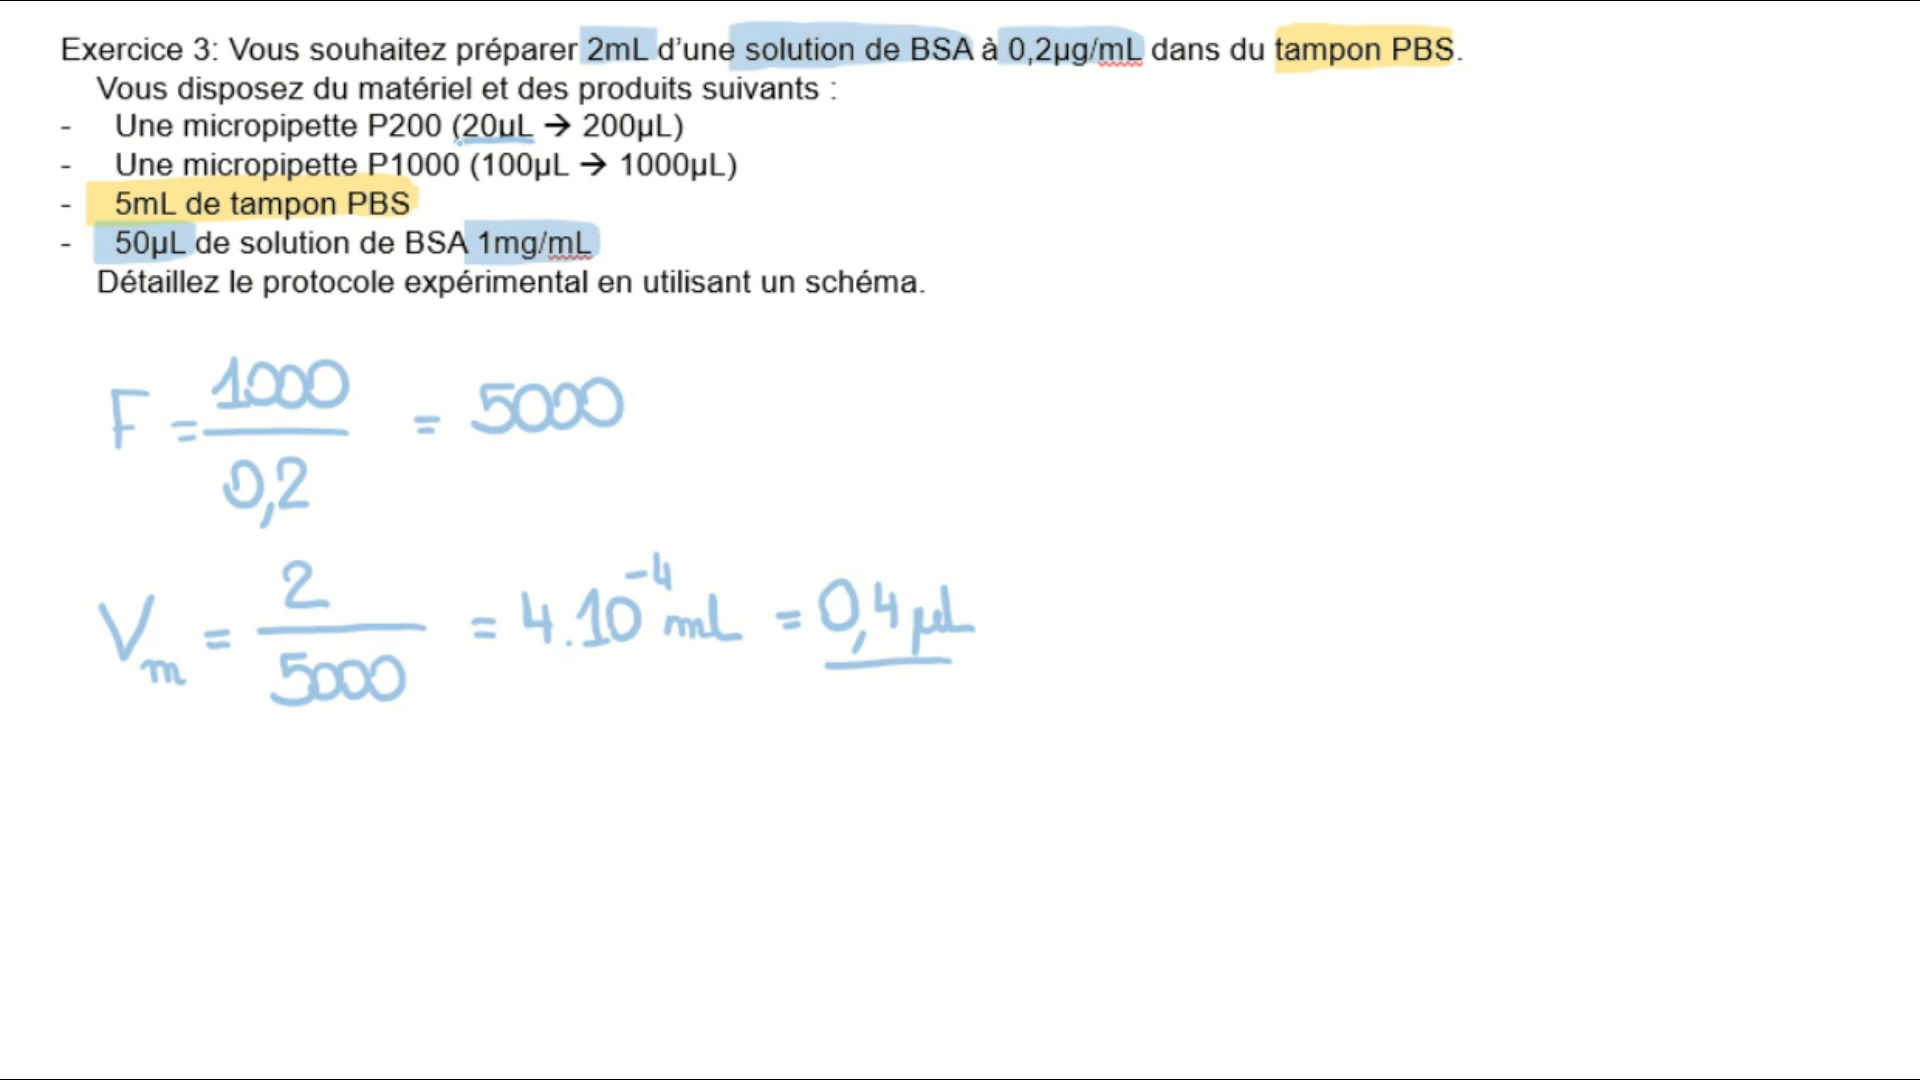 Exercice 3: Vous souhaitez préparer 2mL d’une solution de BSA à 0,2µg/mL dans du tampon PBS.
Vous disposez du matériel et des produits suivants :
- Une micropipette P200 (20µL → 200µL)
- Une micropipette P1000 (100µL → 1000µL)
- 5mL de tampon PBS
- 50µL de solution de BSA 1mg/mL
Détaillez le protocole expérimental en utilisant un schéma.
F = 1000 / 0,2 = 5000
Vm = 2 / 5000 = 4.10⁻⁴ mL = 0,4 µL